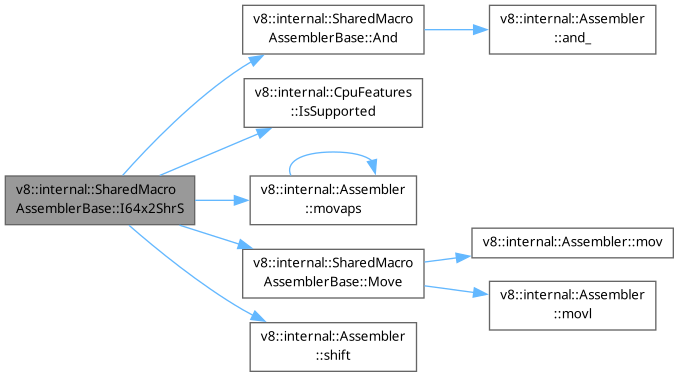 v8::internal::SharedMacro
AssemblerBase::I64x2ShrS
v8::internal::SharedMacro
AssemblerBase::And
v8::internal::Assembler
::and_
v8::internal::CpuFeatures
::IsSupported
v8::internal::Assembler
::movaps
v8::internal::SharedMacro
AssemblerBase::Move
v8::internal::Assembler::mov
v8::internal::Assembler
::movl
v8::internal::Assembler
::shift